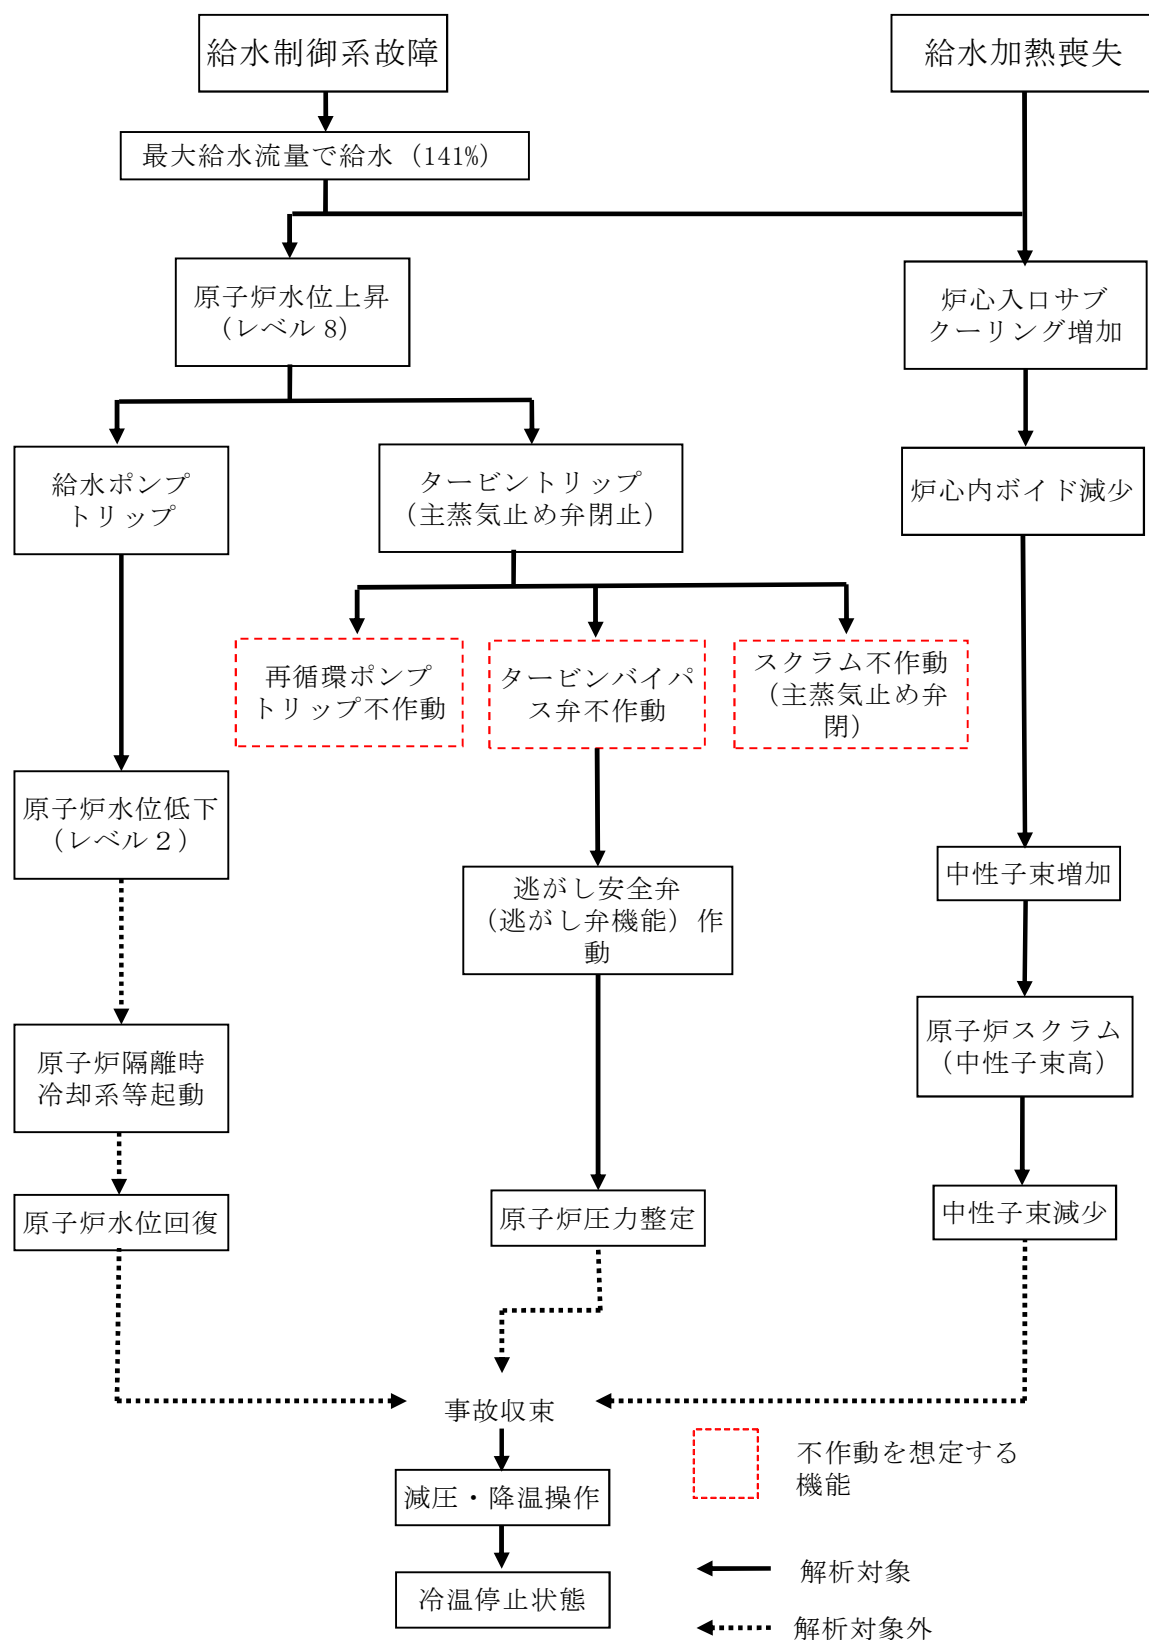 給水制御系故障
給水加熱喪失
最大給水流量で給水（141%）
原子炉水位上昇
（レベル 8）
炉心入口サブ
クーリング増加
給水ポンプ
トリップ
タービントリップ
（主蒸気止め弁閉止）
炉心内ボイド減少
再循環ポンプ
トリップ不作動
タービンバイパ
ス弁不作動
スクラム不作動
（主蒸気止め弁
閉）
原子炉水位低下
（レベル２）
逃がし安全弁
（逃がし弁機能）作
動
中性子束増加
原子炉隔離時
冷却系等起動
原子炉スクラム
（中性子束高）
原子炉水位回復
原子炉圧力整定
中性子束減少
事故収束
減圧・降温操作
冷温停止状態
不作動を想定する
機能
解析対象
解析対象外